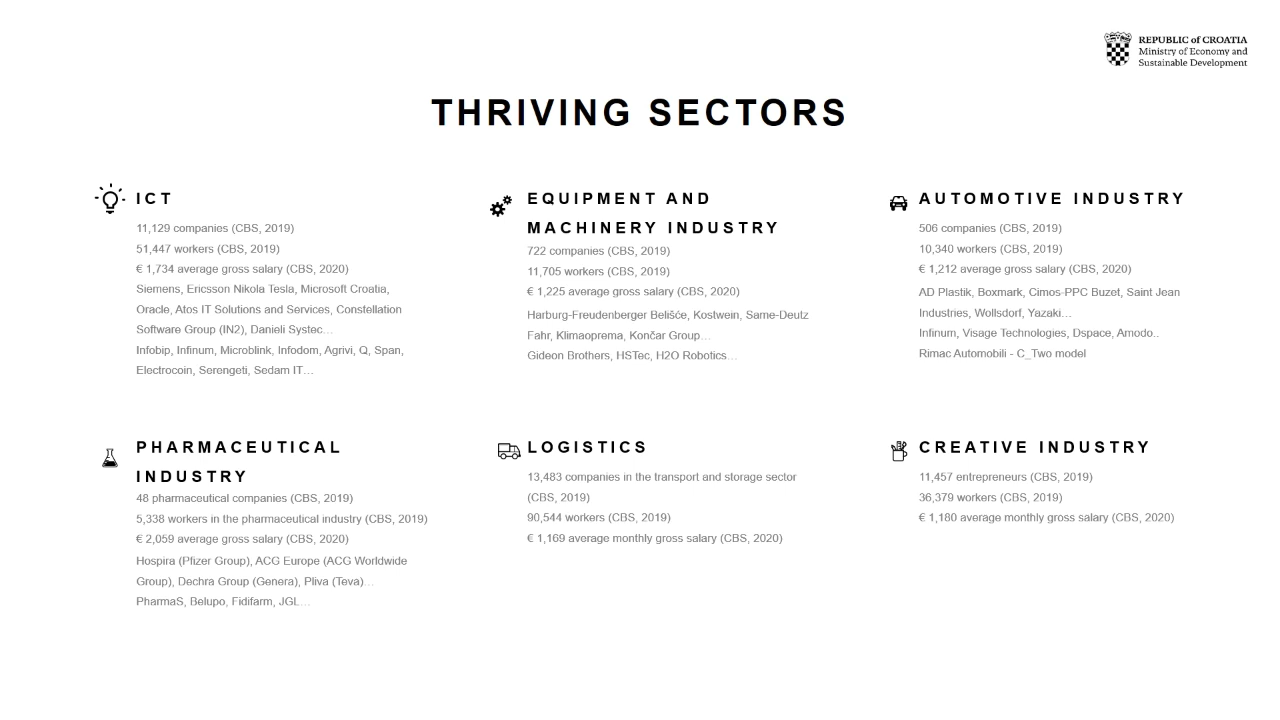 REPUBLIC of CROATIA
Ministry of Economy and
Sustainable Development
THRIVING SECTORS
ICT
11,129 companies (CBS, 2019)
51,447 workers (CBS, 2019)
€ 1,734 average gross salary (CBS, 2020)
Siemens, Ericsson Nikola Tesla, Microsoft Croatia,
Oracle, Atos IT Solutions and Services, Constellation
Software Group (IN2), Danieli Systec…
Infobip, Infinum, Microblink, Infodom, Agrivi, Q, Span,
Electrocoin, Serengeti, Sedam IT…
EQUIPMENT AND
MACHINERY INDUSTRY
722 companies (CBS, 2019)
11,705 workers (CBS, 2019)
€ 1,225 average gross salary (CBS, 2020)
Harburg-Freudenberger Belišće, Kostwein, Same-Deutz
Fahr, Klimaoprema, Končar Group…
Gideon Brothers, HSTec, H2O Robotics…
AUTOMOTIVE INDUSTRY
506 companies (CBS, 2019)
10,340 workers (CBS, 2019)
€ 1,212 average gross salary (CBS, 2020)
AD Plastik, Boxmark, Cimos-PPC Buzet, Saint Jean
Industries, Wollsdorf, Yazaki…
Infinum, Visage Technologies, Dspace, Amodo..
Rimac Automobili - C_Two model
PHARMACEUTICAL
INDUSTRY
48 pharmaceutical companies (CBS, 2019)
5,338 workers in the pharmaceutical industry (CBS, 2019)
€ 2,059 average gross salary (CBS, 2020)
Hospira (Pfizer Group), ACG Europe (ACG Worldwide
Group), Dechra Group (Genera), Pliva (Teva)…
PharmaS, Belupo, Fidifarm, JGL…
LOGISTICS
13,483 companies in the transport and storage sector
(CBS, 2019)
90,544 workers (CBS, 2019)
€ 1,169 average monthly gross salary (CBS, 2020)
CREATIVE INDUSTRY
11,457 entrepreneurs (CBS, 2019)
36,379 workers (CBS, 2019)
€ 1,180 average monthly gross salary (CBS, 2020)